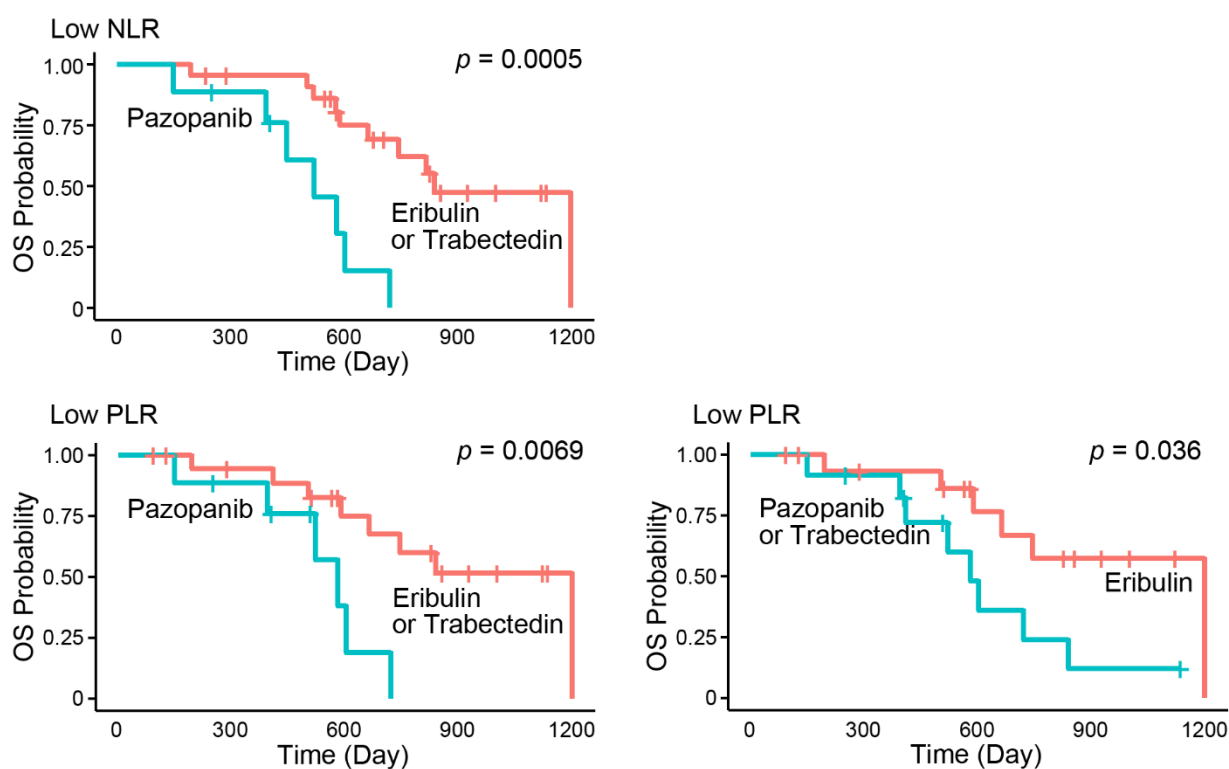 Low NLR
p = 0.0005
1.00
0.75
0.50
0.25
0
OS Probability
Pazopanib
Eribulin
or Trabectedin
0 300 600 900 1200
Time (Day)
Low PLR
p = 0.0069
1.00
0.75
0.50
0.25
0
OS Probability
Pazopanib
Eribulin
or Trabectedin
0 300 600 900 1200
Time (Day)
Low PLR
p = 0.036
1.00
0.75
0.50
0.25
0
OS Probability
Pazopanib
or Trabectedin
Eribulin
0 300 600 900 1200
Time (Day)